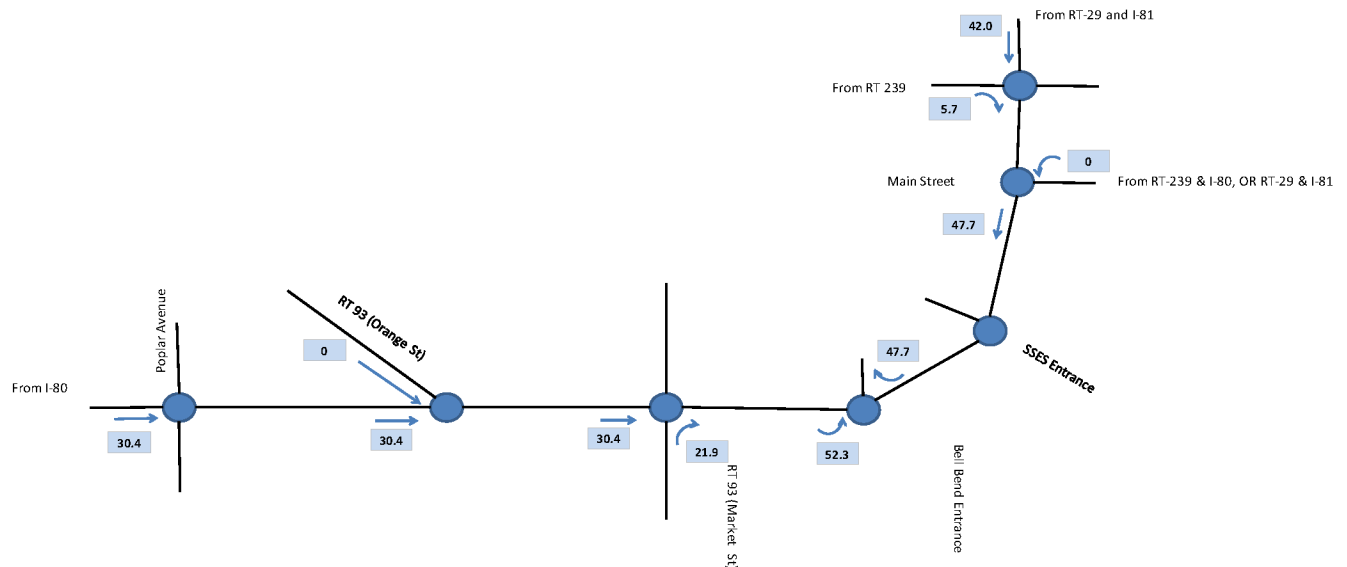 From RT-29 and I-81
42.0
From RT 239
5.7
0
Main Street
From RT-239 & I-80, OR RT-29 & I-81
47.7
Poplar Avenue
RT 93 (Orange St)
0
47.7
SSES Entrance
From I-80
30.4
30.4
30.4
21.9
52.3
RT 93 (Market St)
Bell Bend Entrance